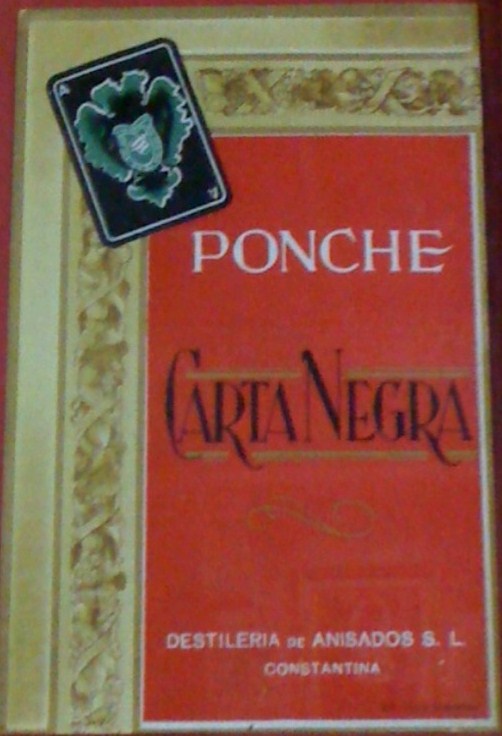 A
PONCHE
CARTA NEGRA
DESTILERIA DE ANISADOS S. L.
CONSTANTINA